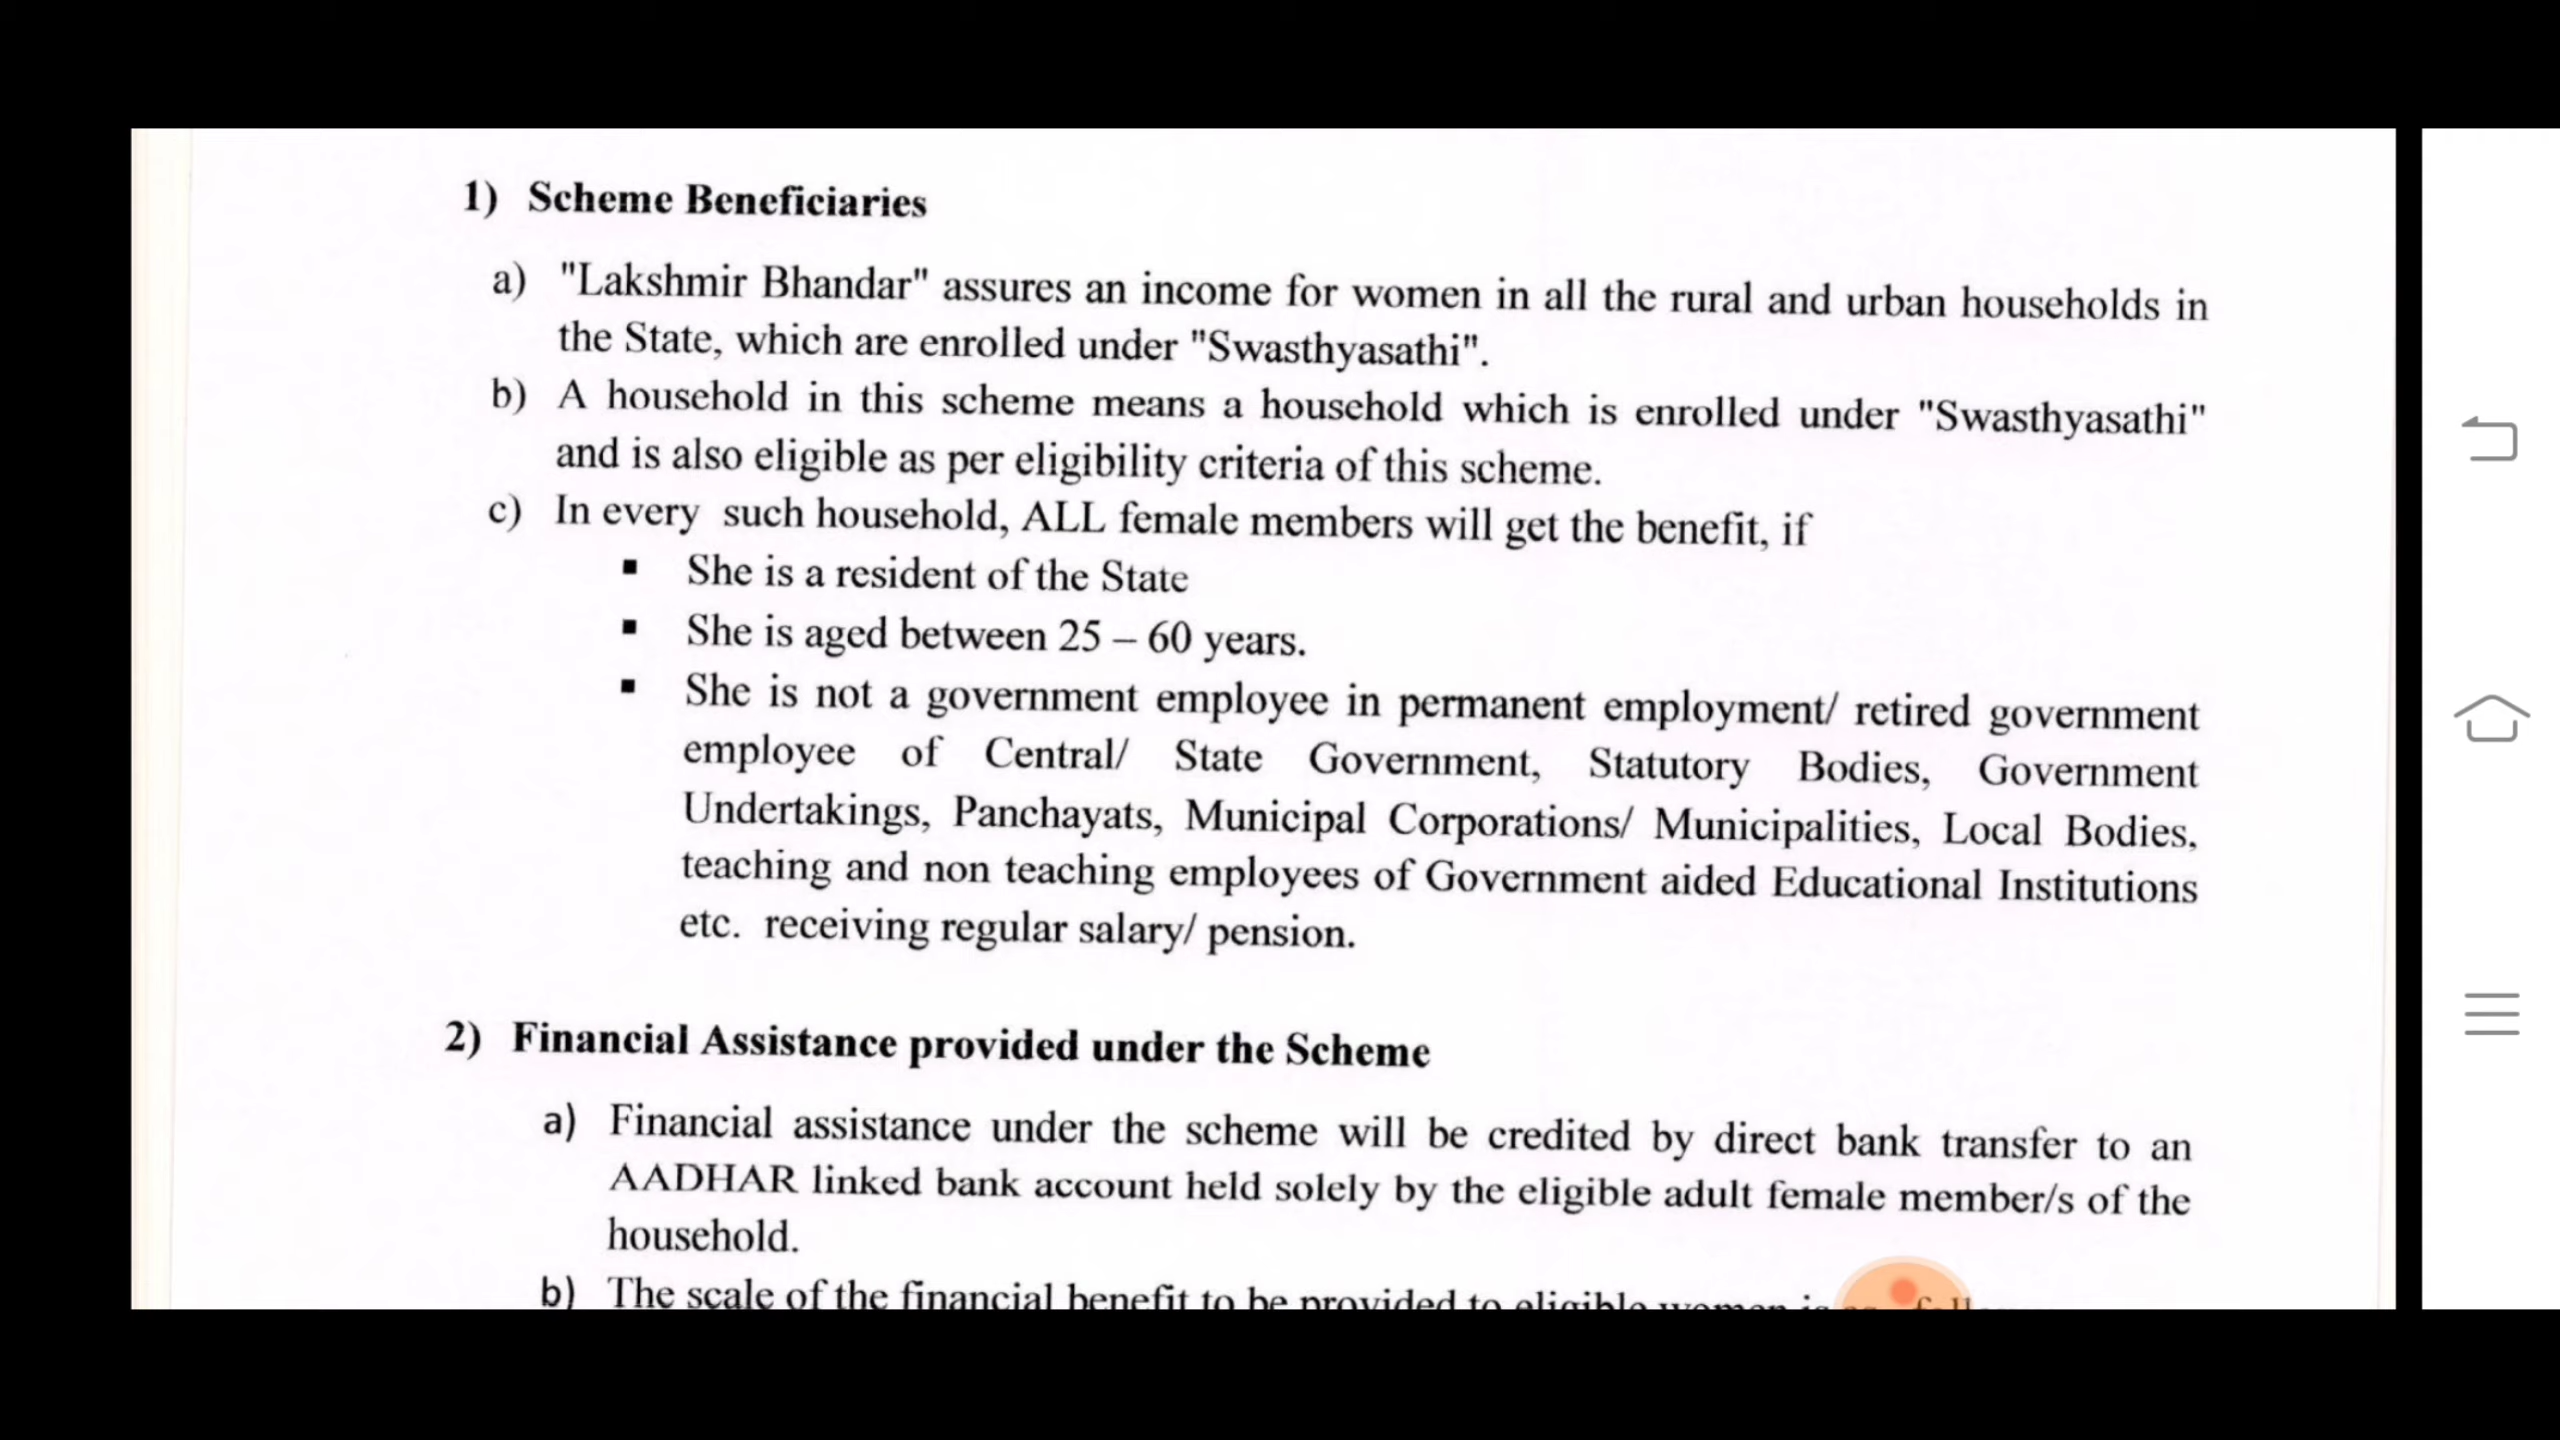 1) Scheme Beneficiaries
a) "Lakshmir Bhandar" assures an income for women in all the rural and urban households in
the State, which are enrolled under "Swasthyasathi".
b) A household in this scheme means a household which is enrolled under "Swasthyasathi"
and is also eligible as per eligibility criteria of this scheme.
c) In every such household, ALL female members will get the benefit, if
▪ She is a resident of the State
▪ She is aged between 25 – 60 years.
▪ She is not a government employee in permanent employment/ retired government
employee of Central/ State Government, Statutory Bodies, Government
Undertakings, Panchayats, Municipal Corporations/ Municipalities, Local Bodies,
teaching and non teaching employees of Government aided Educational Institutions
etc. receiving regular salary/ pension.
2) Financial Assistance provided under the Scheme
a) Financial assistance under the scheme will be credited by direct bank transfer to an
AADHAR linked bank account held solely by the eligible adult female member/s of the
household.
b) The scale of the financial benefit to be provided to eligible women is as